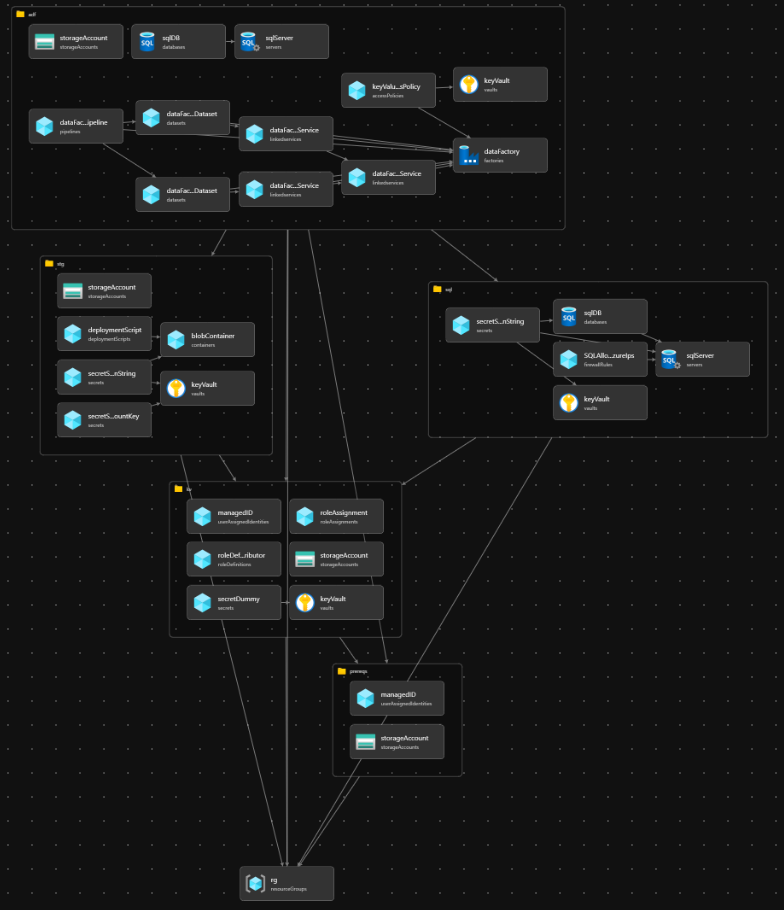 adf
storageAccount
storageAccounts
sqlDB
databases
sqlServer
servers
keyValu...sPolicy
accessPolicies
keyVault
vaults
dataFac...ipeline
pipelines
dataFac...Dataset
datasets
dataFac...Service
linkedservices
dataFactory
factories
dataFac...Service
linkedservices
dataFac...Dataset
datasets
dataFac...Service
linkedservices
stg
storageAccount
storageAccounts
deploymentScript
deploymentScripts
blobContainer
containers
secretS...nString
secrets
keyVault
vaults
secretS...ountKey
secrets
sql
secretS...nString
secrets
sqlDB
databases
SQLAllo...zureIps
firewallRules
sqlServer
servers
keyVault
vaults
managedID
userAssignedIdentities
roleAssignment
roleAssignments
roleDef...ributor
roleDefinitions
storageAccount
storageAccounts
secretDummy
secrets
keyVault
vaults
prereqs
managedID
userAssignedIdentities
storageAccount
storageAccounts
rg
resourceGroups